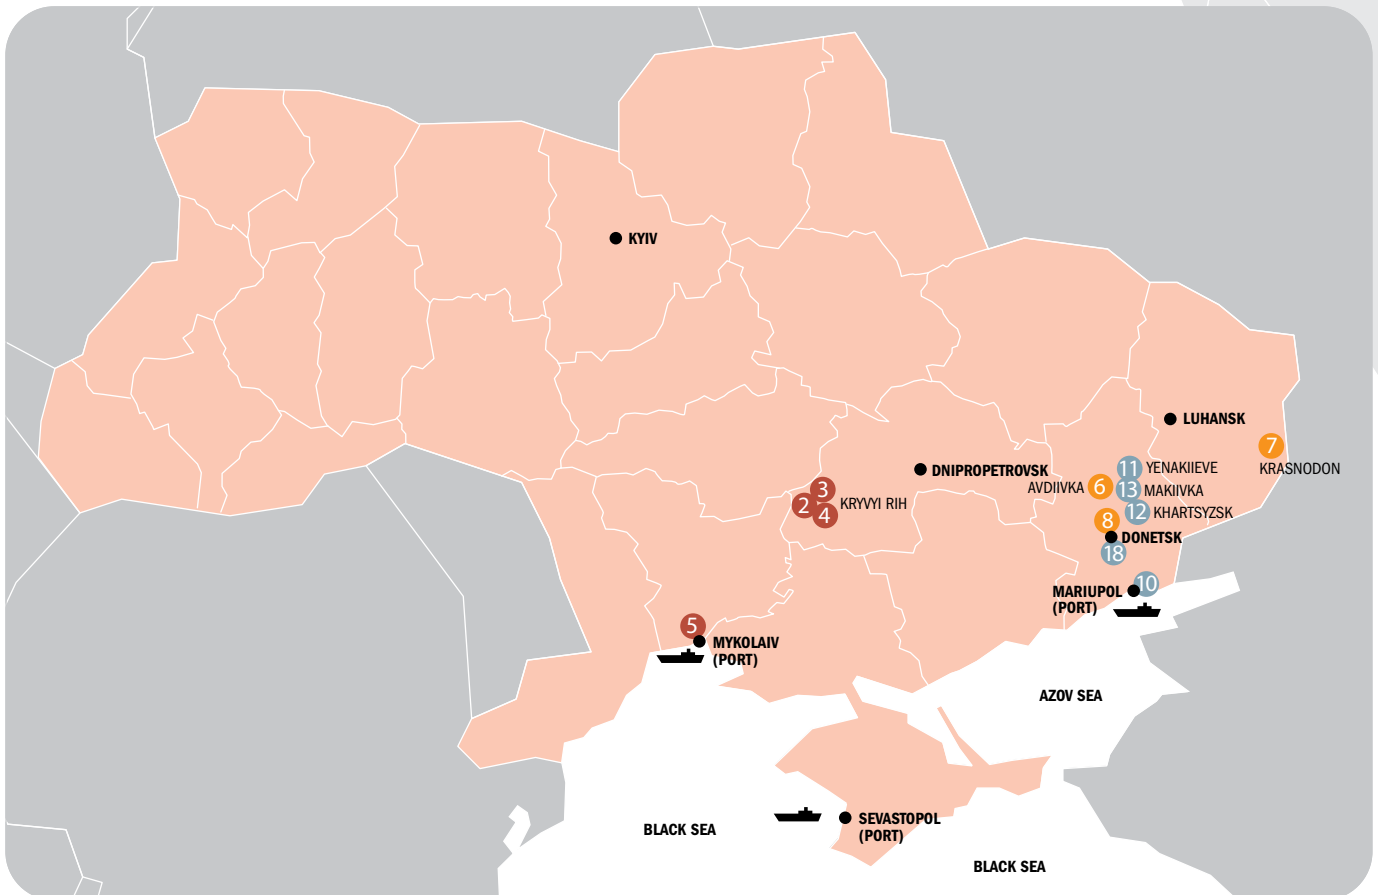 KYIV
LUHANSK
7
KRASNODON
DNIPROPETROVSK
11 YENAKIIEVE
AVDIIVKA 6
13 MAKIIVKA
12 KHARTSYZSK
3
2
4
KRYVYI RIH
8
DONETSK
18
10
MARIUPOL
(PORT)
5
MYKOLAIV
(PORT)
AZOV SEA
SEVASTOPOL
(PORT)
BLACK SEA
BLACK SEA